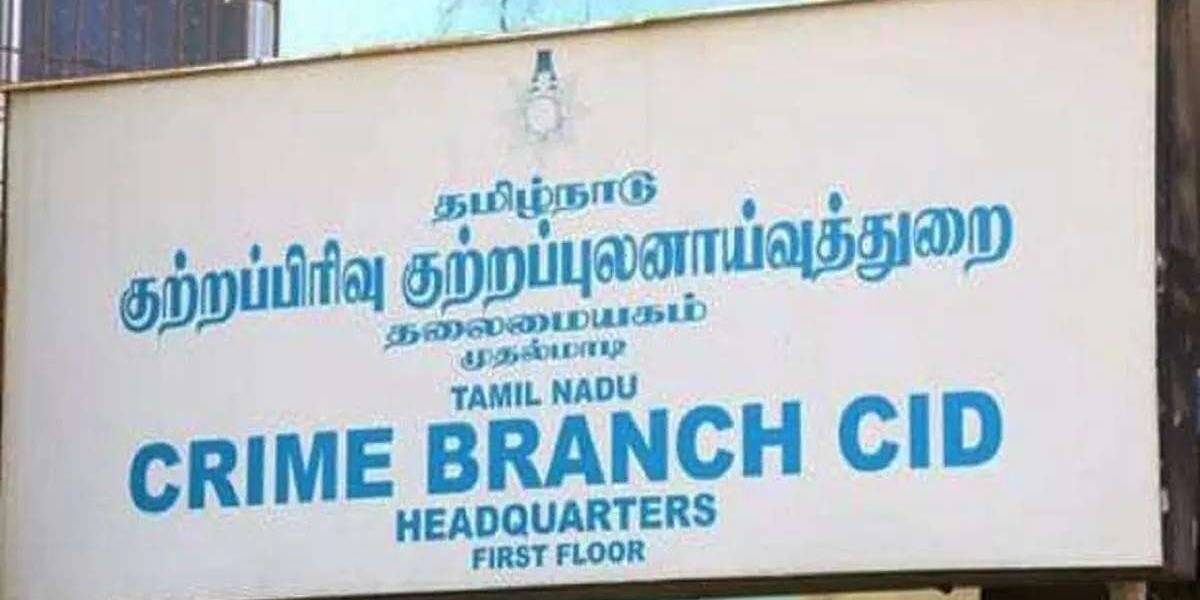 தமிழ்நாடு
குற்றப்பிரிவு குற்றப்புலனாய்வுத்துறை
தலைமையகம்
முதல்மாடி
TAMIL NADU
CRIME BRANCH CID
HEADQUARTERS
FIRST FLOOR